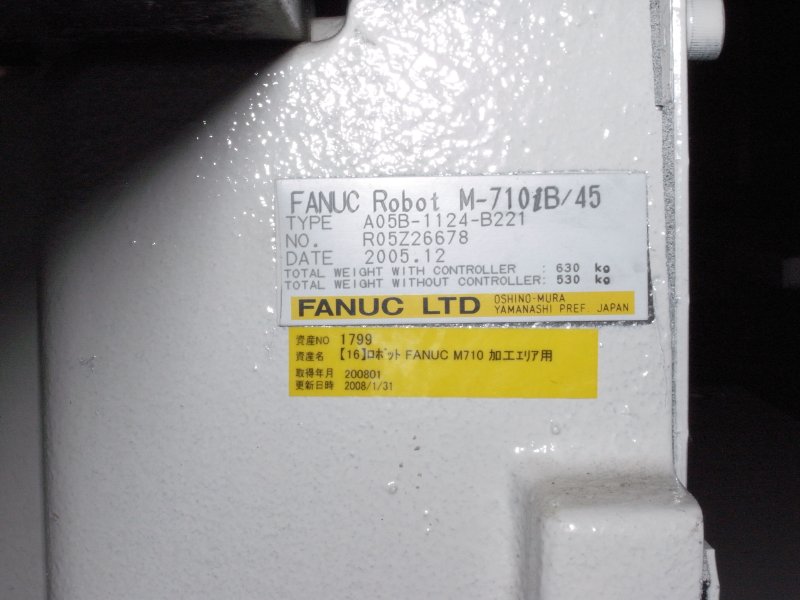 FANUC Robot M-710iB/45
TYPE A05B-1124-B221
NO. R05Z26678
DATE 2005.12
TOTAL WEIGHT WITH CONTROLLER : 630 kg
TOTAL WEIGHT WITHOUT CONTROLLER: 530 kg
FANUC LTD OSHINO-MURA
YAMANASHI PREF. JAPAN
資産NO 1799
資産名 【16】ロボット FANUC M710 加工エリア用
取得年月 200801
更新日時 2008/1/31